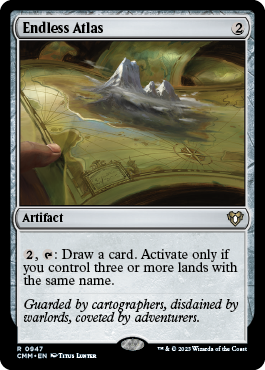 Endless Atlas 2
Artifact
2, T: Draw a card. Activate only if
you control three or more lands with
the same name.
Guarded by cartographers, disdained by
warlords, coveted by adventurers.
R 0947
CMM • EN Titus Lunter
™ & © 2023 Wizards of the Coast